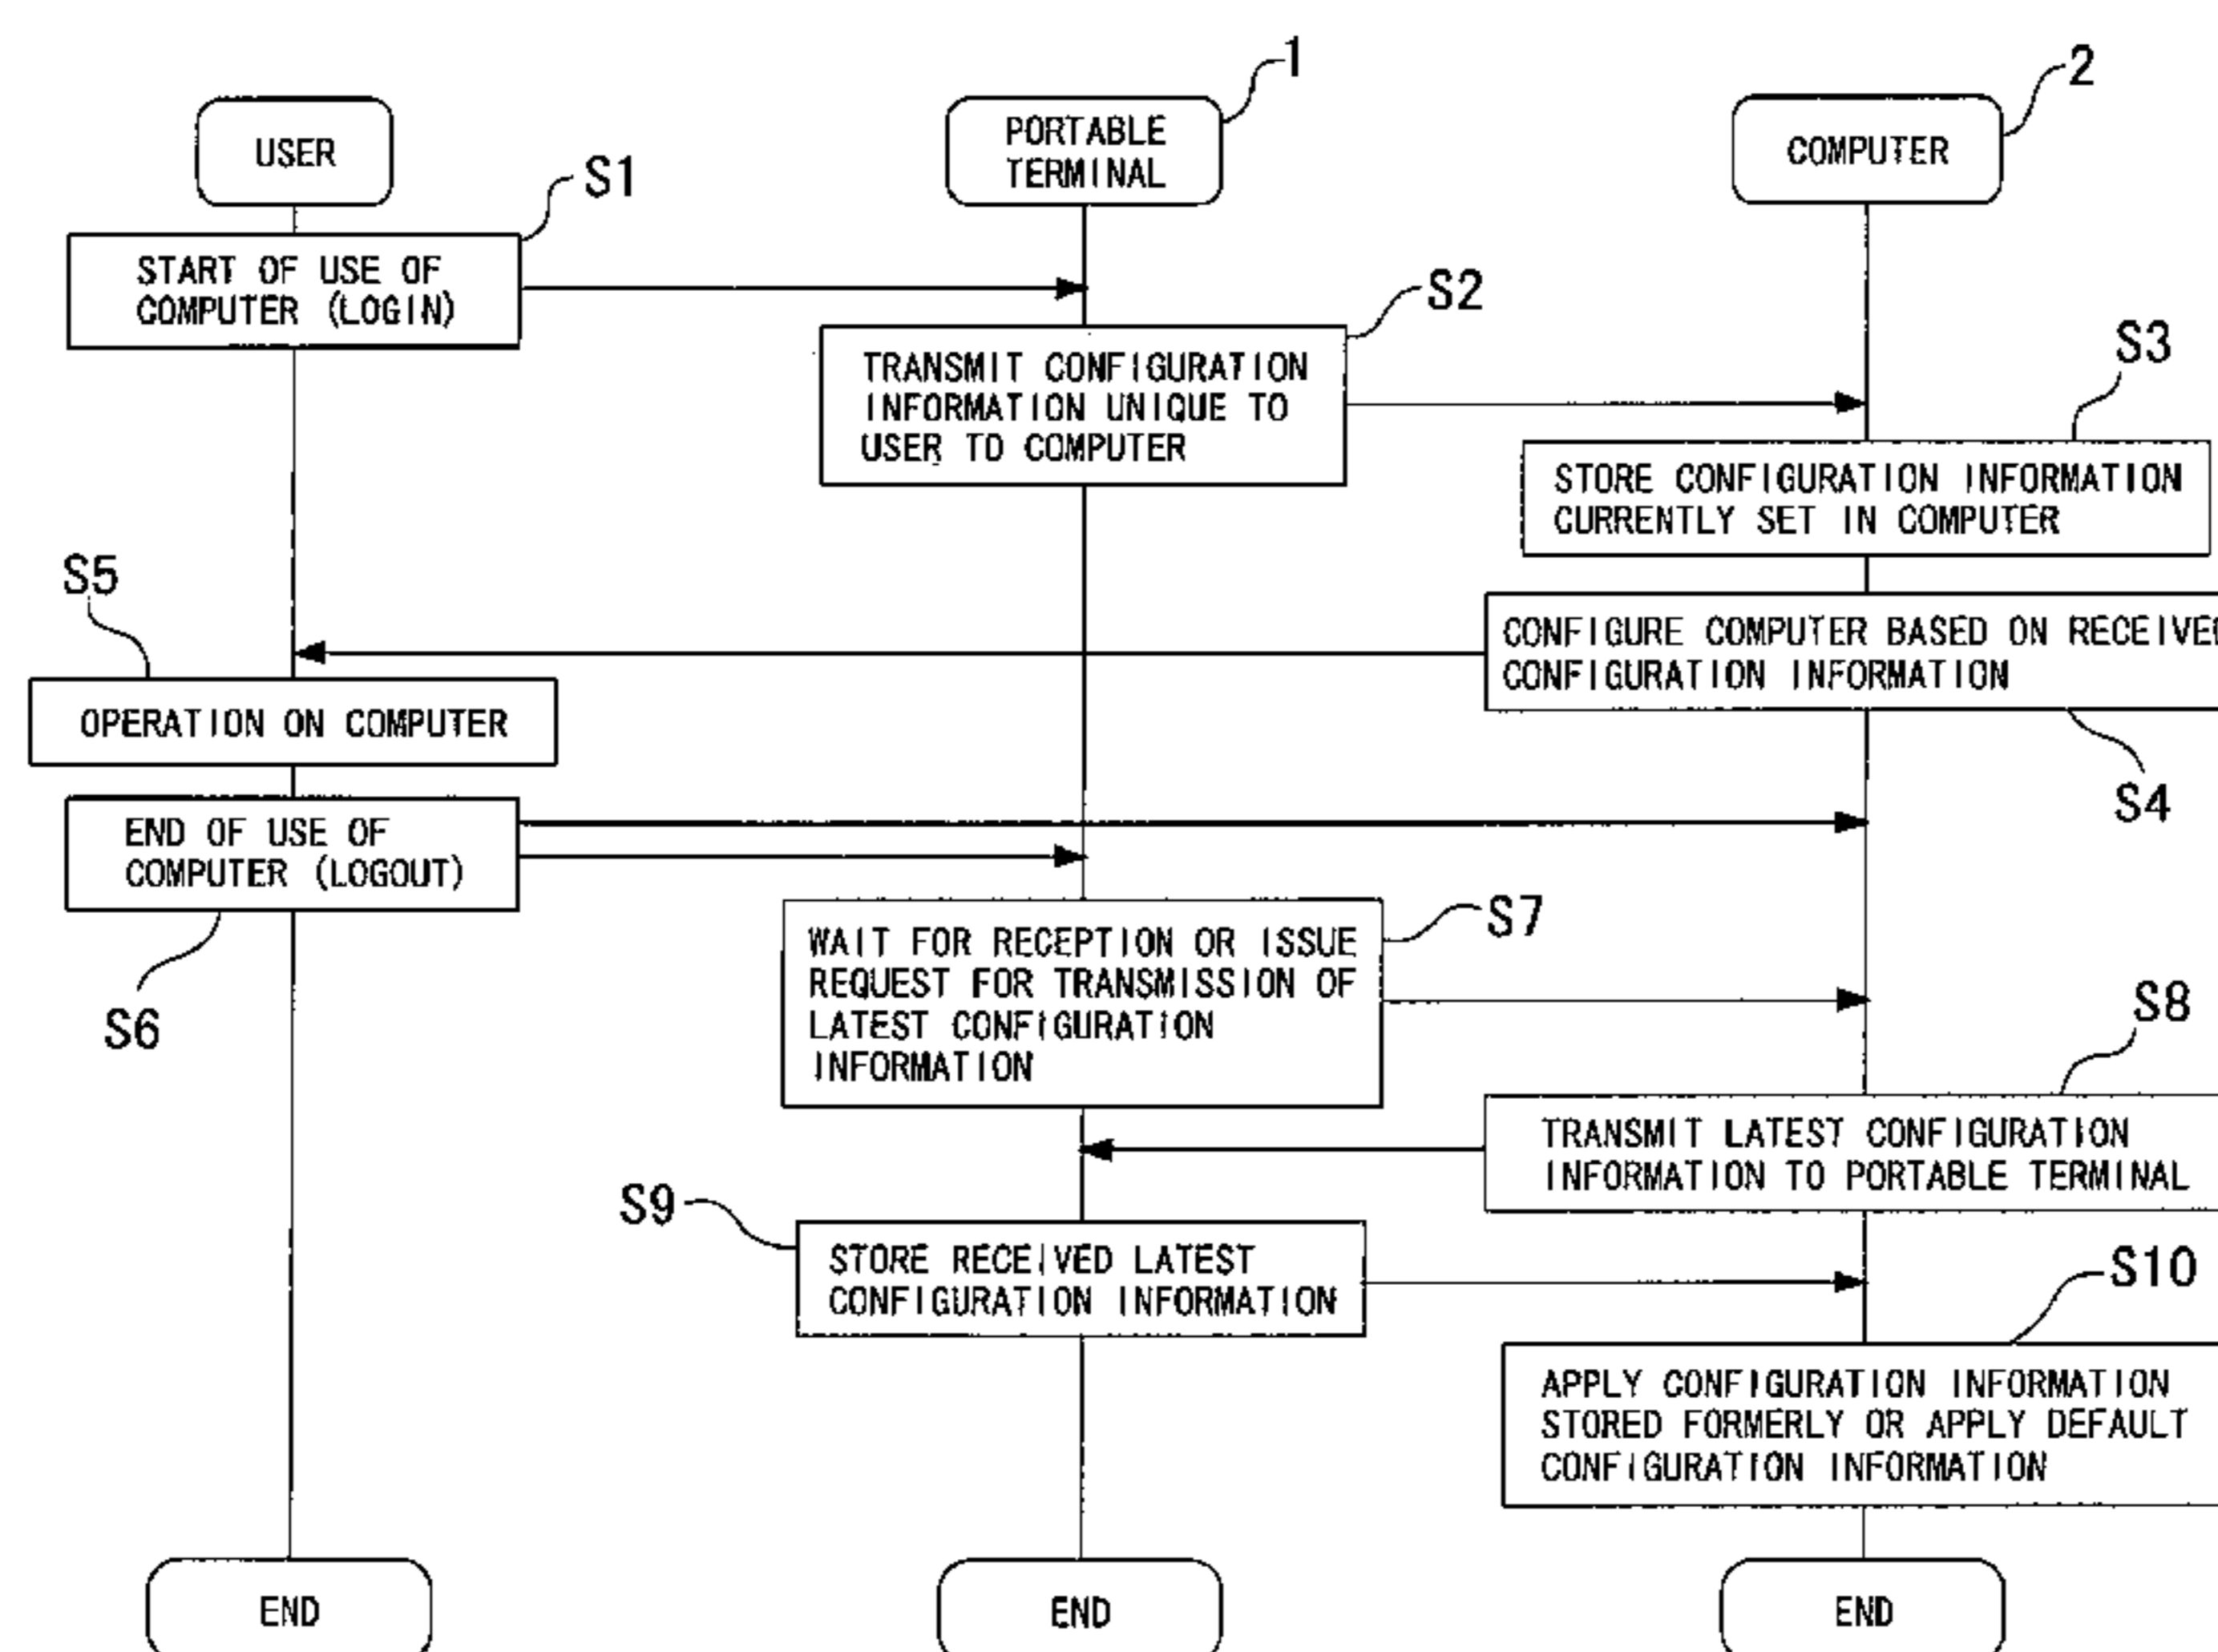 1
2
USER
PORTABLE
TERMINAL
COMPUTER
S1
START OF USE OF
COMPUTER (LOGIN)
S2
TRANSMIT CONFIGURATION
INFORMATION UNIQUE TO
USER TO COMPUTER
S3
STORE CONFIGURATION INFORMATION
CURRENTLY SET IN COMPUTER
S5
CONFIGURE COMPUTER BASED ON RECEIVED
CONFIGURATION INFORMATION
S4
OPERATION ON COMPUTER
END OF USE OF
COMPUTER (LOGOUT)
S6
S7
WAIT FOR RECEPTION OR ISSUE
REQUEST FOR TRANSMISSION OF
LATEST CONFIGURATION
INFORMATION
S8
TRANSMIT LATEST CONFIGURATION
INFORMATION TO PORTABLE TERMINAL
S9
STORE RECEIVED LATEST
CONFIGURATION INFORMATION
S10
APPLY CONFIGURATION INFORMATION
STORED FORMERLY OR APPLY DEFAULT
CONFIGURATION INFORMATION
END
END
END